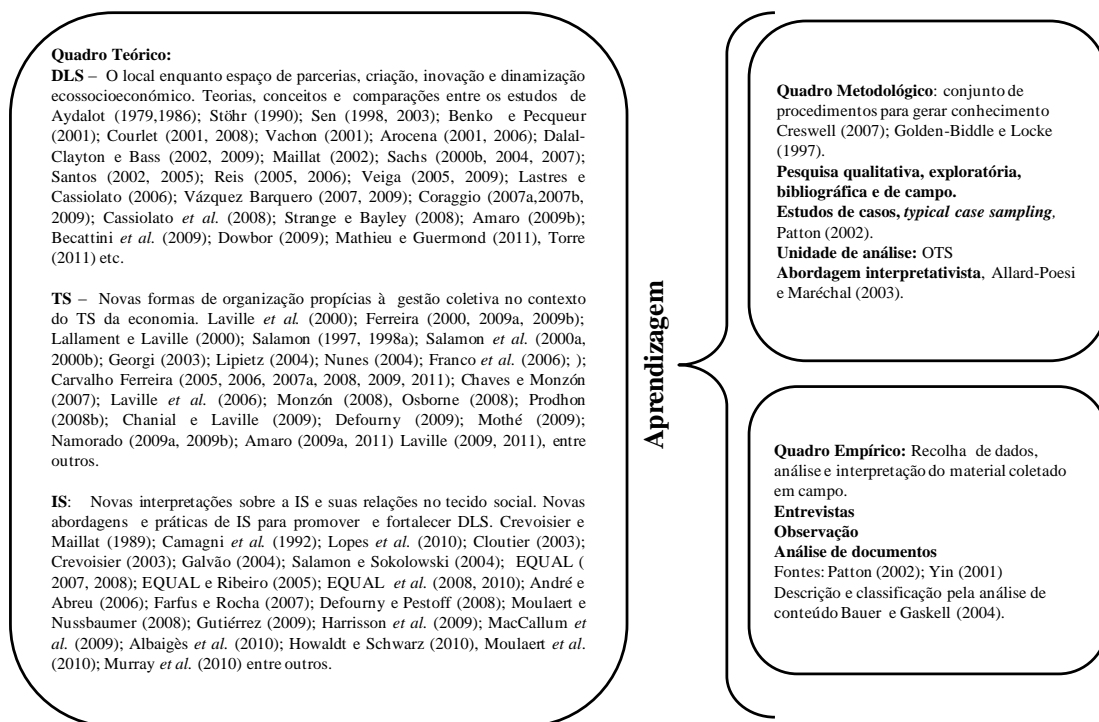 Quadro Teórico:
DLS – O local enquanto espaço de parcerias, criação, inovação e dinamização
ecossocioeconómico. Teorias, conceitos e comparações entre os estudos de
Aydalot (1979,1986); Stöhr (1990); Sen (1998, 2003); Benko e Pecqueur
(2001); Courlet (2001, 2008); Vachon (2001); Arocena (2001, 2006); Dalal-
Clayton e Bass (2002, 2009); Maillat (2002); Sachs (2000b, 2004, 2007);
Santos (2002, 2005); Reis (2005, 2006); Veiga (2005, 2009); Lastres e
Cassiolato (2006); Vázquez Barquero (2007, 2009); Coraggio (2007a,2007b,
2009); Cassiolato et al. (2008); Strange e Bayley (2008); Amaro (2009b);
Becattini et al. (2009); Dowbor (2009); Mathieu e Guermond (2011), Torre
(2011) etc.
TS – Novas formas de organização propícias à gestão coletiva no contexto
do TS da economia. Laville et al. (2000); Ferreira (2000, 2009a, 2009b);
Lallament e Laville (2000); Salamon (1997, 1998a); Salamon et al. (2000a,
2000b); Georgi (2003); Lipietz (2004); Nunes (2004); Franco et al. (2006); );
Carvalho Ferreira (2005, 2006, 2007a, 2008, 2009, 2011); Chaves e Monzón
(2007); Laville et al. (2006); Monzón (2008), Osborne (2008); Prodhon
(2008b); Chanial e Laville (2009); Defourny (2009); Mothé (2009);
Namorado (2009a, 2009b); Amaro (2009a, 2011) Laville (2009, 2011), entre
outros.
IS: Novas interpretações sobre a IS e suas relações no tecido social. Novas
abordagens e práticas de IS para promover e fortalecer DLS. Crevoisier e
Maillat (1989); Camagni et al. (1992); Lopes et al. (2010); Cloutier (2003);
Crevoisier (2003); Galvão (2004); Salamon e Sokolowski (2004); EQUAL (
2007, 2008); EQUAL e Ribeiro (2005); EQUAL et al. (2008, 2010); André e
Abreu (2006); Farfus e Rocha (2007); Defourny e Pestoff (2008); Moulaert e
Nussbaumer (2008); Gutiérrez (2009); Harrisson et al. (2009); MacCallum et
al. (2009); Albaigès et al. (2010); Howaldt e Schwarz (2010), Moulaert et al.
(2010); Murray et al. (2010) entre outros.
Aprendizagem
Quadro Metodológico: conjunto de
procedimentos para gerar conhecimento
Creswell (2007); Golden-Biddle e Locke
(1997).
Pesquisa qualitativa, exploratória,
bibliográfica e de campo.
Estudos de casos, typical case sampling,
Patton (2002).
Unidade de análise: OTS
Abordagem interpretativista, Allard-Poesi
e Maréchal (2003).
Quadro Empírico: Recolha de dados,
análise e interpretação do material coletado
em campo.
Entrevistas
Observação
Análise de documentos
Fontes: Patton (2002); Yin (2001)
Descrição e classificação pela análise de
conteúdo Bauer e Gaskell (2004).